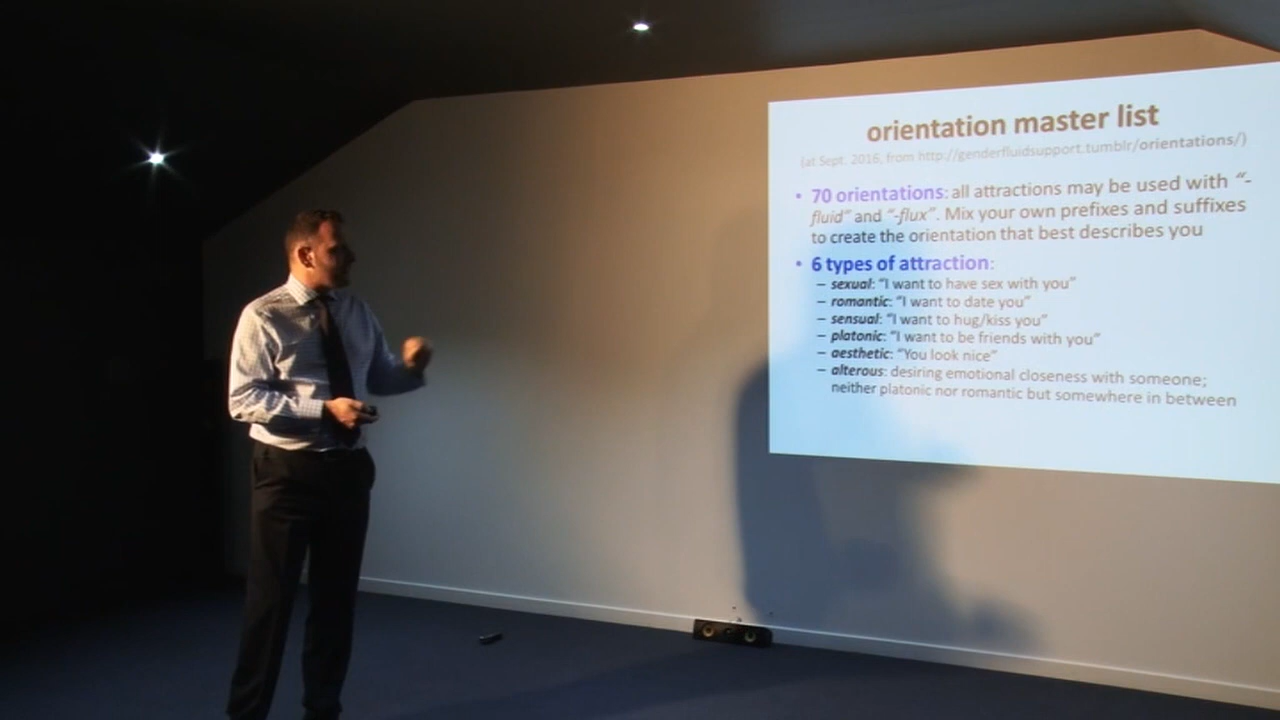 orientation master list
(at Sept. 2016, from http://genderfluidsupport.tumblr/orientations/)
• 70 orientations: all attractions may be used with “-
fluid” and “-flux”. Mix your own prefixes and suffixes
to create the orientation that best describes you
• 6 types of attraction:
– sexual: “I want to have sex with you”
– romantic: “I want to date you”
– sensual: “I want to hug/kiss you”
– platonic: “I want to be friends with you”
– aesthetic: “You look nice”
– alterous: desiring emotional closeness with someone;
neither platonic nor romantic but somewhere in between